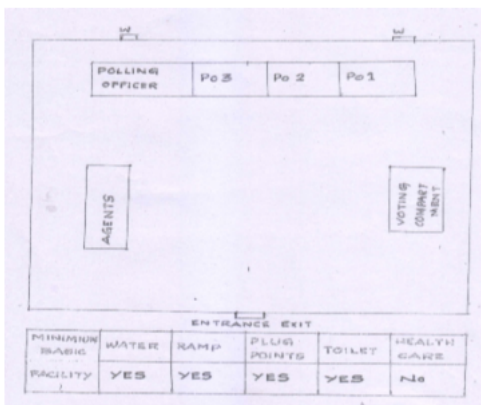 W W
POLLING OFFICER Po 3 Po 2 Po 1
AGENTS
VOTING COMPART MENT
ENTRANCE EXIT
MINIMIUM BASIC WATER RAMP PLUG POINTS TOILET HEALTH CARE
FACILITY YES YES YES YES No